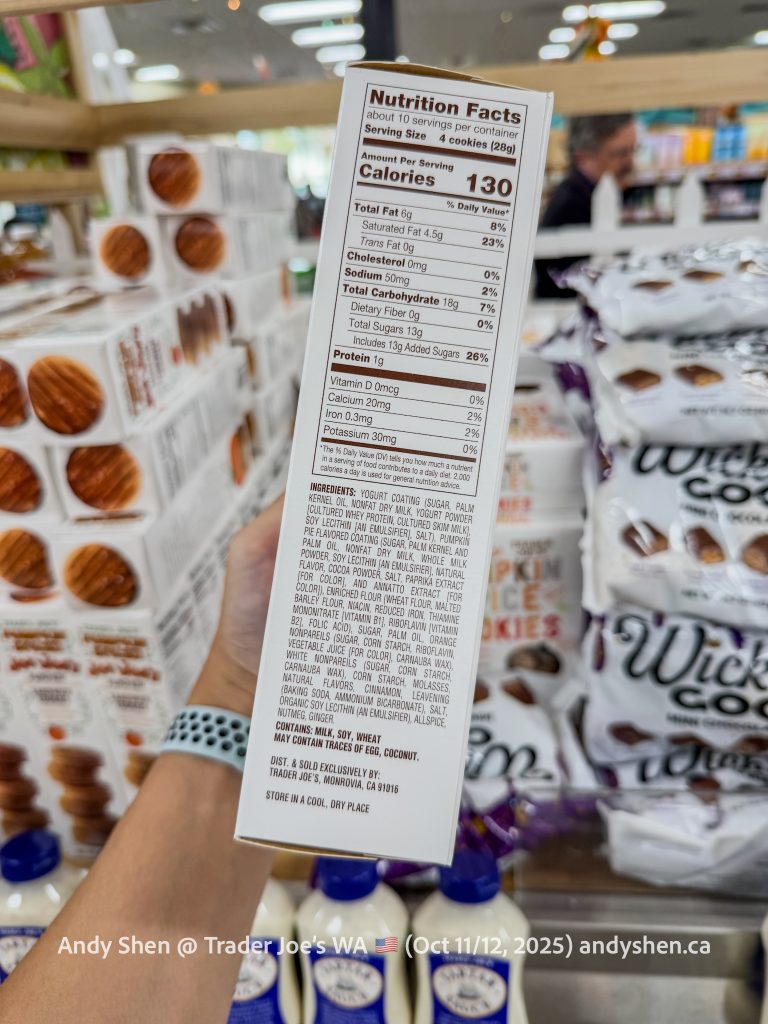 Nutrition Facts
about 10 servings per container
Serving Size 4 cookies (28g)
Amount Per Serving
Calories 130
% Daily Value*
Total Fat 6g 8%
Saturated Fat 4.5g 23%
Trans Fat 0g
Cholesterol 0mg 0%
Sodium 50mg 2%
Total Carbohydrate 18g 7%
Dietary Fiber 0g 0%
Total Sugars 13g
Includes 13g Added Sugars 26%
Protein 1g
Vitamin D 0mcg 0%
Calcium 20mg 2%
Iron 0.3mg 2%
Potassium 30mg 0%
*The % Daily Value (DV) tells you how much a nutrient
in a serving of food contributes to a daily diet. 2,000
calories a day is used for general nutrition advice.
INGREDIENTS: YOGURT COATING (SUGAR, PALM
KERNEL OIL, NONFAT DRY MILK, YOGURT POWDER
[CULTURED WHEY PROTEIN, CULTURED SKIM MILK],
SOY LECITHIN [AN EMULSIFIER], SALT), PUMPKIN
PIE FLAVORED COATING (SUGAR, PALM KERNEL AND
PALM OIL, NONFAT DRY MILK, WHOLE MILK
POWDER, SOY LECITHIN [AN EMULSIFIER], NATURAL
FLAVOR, COCOA POWDER, SALT, PAPRIKA EXTRACT
[FOR COLOR], AND ANNATTO EXTRACT [FOR
COLOR]), ENRICHED FLOUR (WHEAT FLOUR, MALTED
BARLEY FLOUR, NIACIN, REDUCED IRON, THIAMINE
MONONITRATE [VITAMIN B1], RIBOFLAVIN [VITAMIN
B2], FOLIC ACID), SUGAR, PALM OIL, ORANGE
NONPAREILS (SUGAR, CORN STARCH, RIBOFLAVIN,
VEGETABLE JUICE [FOR COLOR], CARNAUBA WAX),
WHITE NONPAREILS (SUGAR, CORN STARCH,
CARNAUBA WAX), CORN STARCH, MOLASSES,
NATURAL FLAVORS, CINNAMON, LEAVENING
(BAKING SODA, AMMONIUM BICARBONATE), SALT,
ORGANIC SOY LECITHIN (AN EMULSIFIER), ALLSPICE,
NUTMEG, GINGER.
CONTAINS: MILK, SOY, WHEAT
MAY CONTAIN TRACES OF EGG, COCONUT.
DIST. & SOLD EXCLUSIVELY BY:
TRADER JOE'S, MONROVIA, CA 91016
STORE IN A COOL, DRY PLACE
Andy Shen @ Trader Joe's WA 🇺🇸 (Oct 11/12, 2025) andyshen.ca